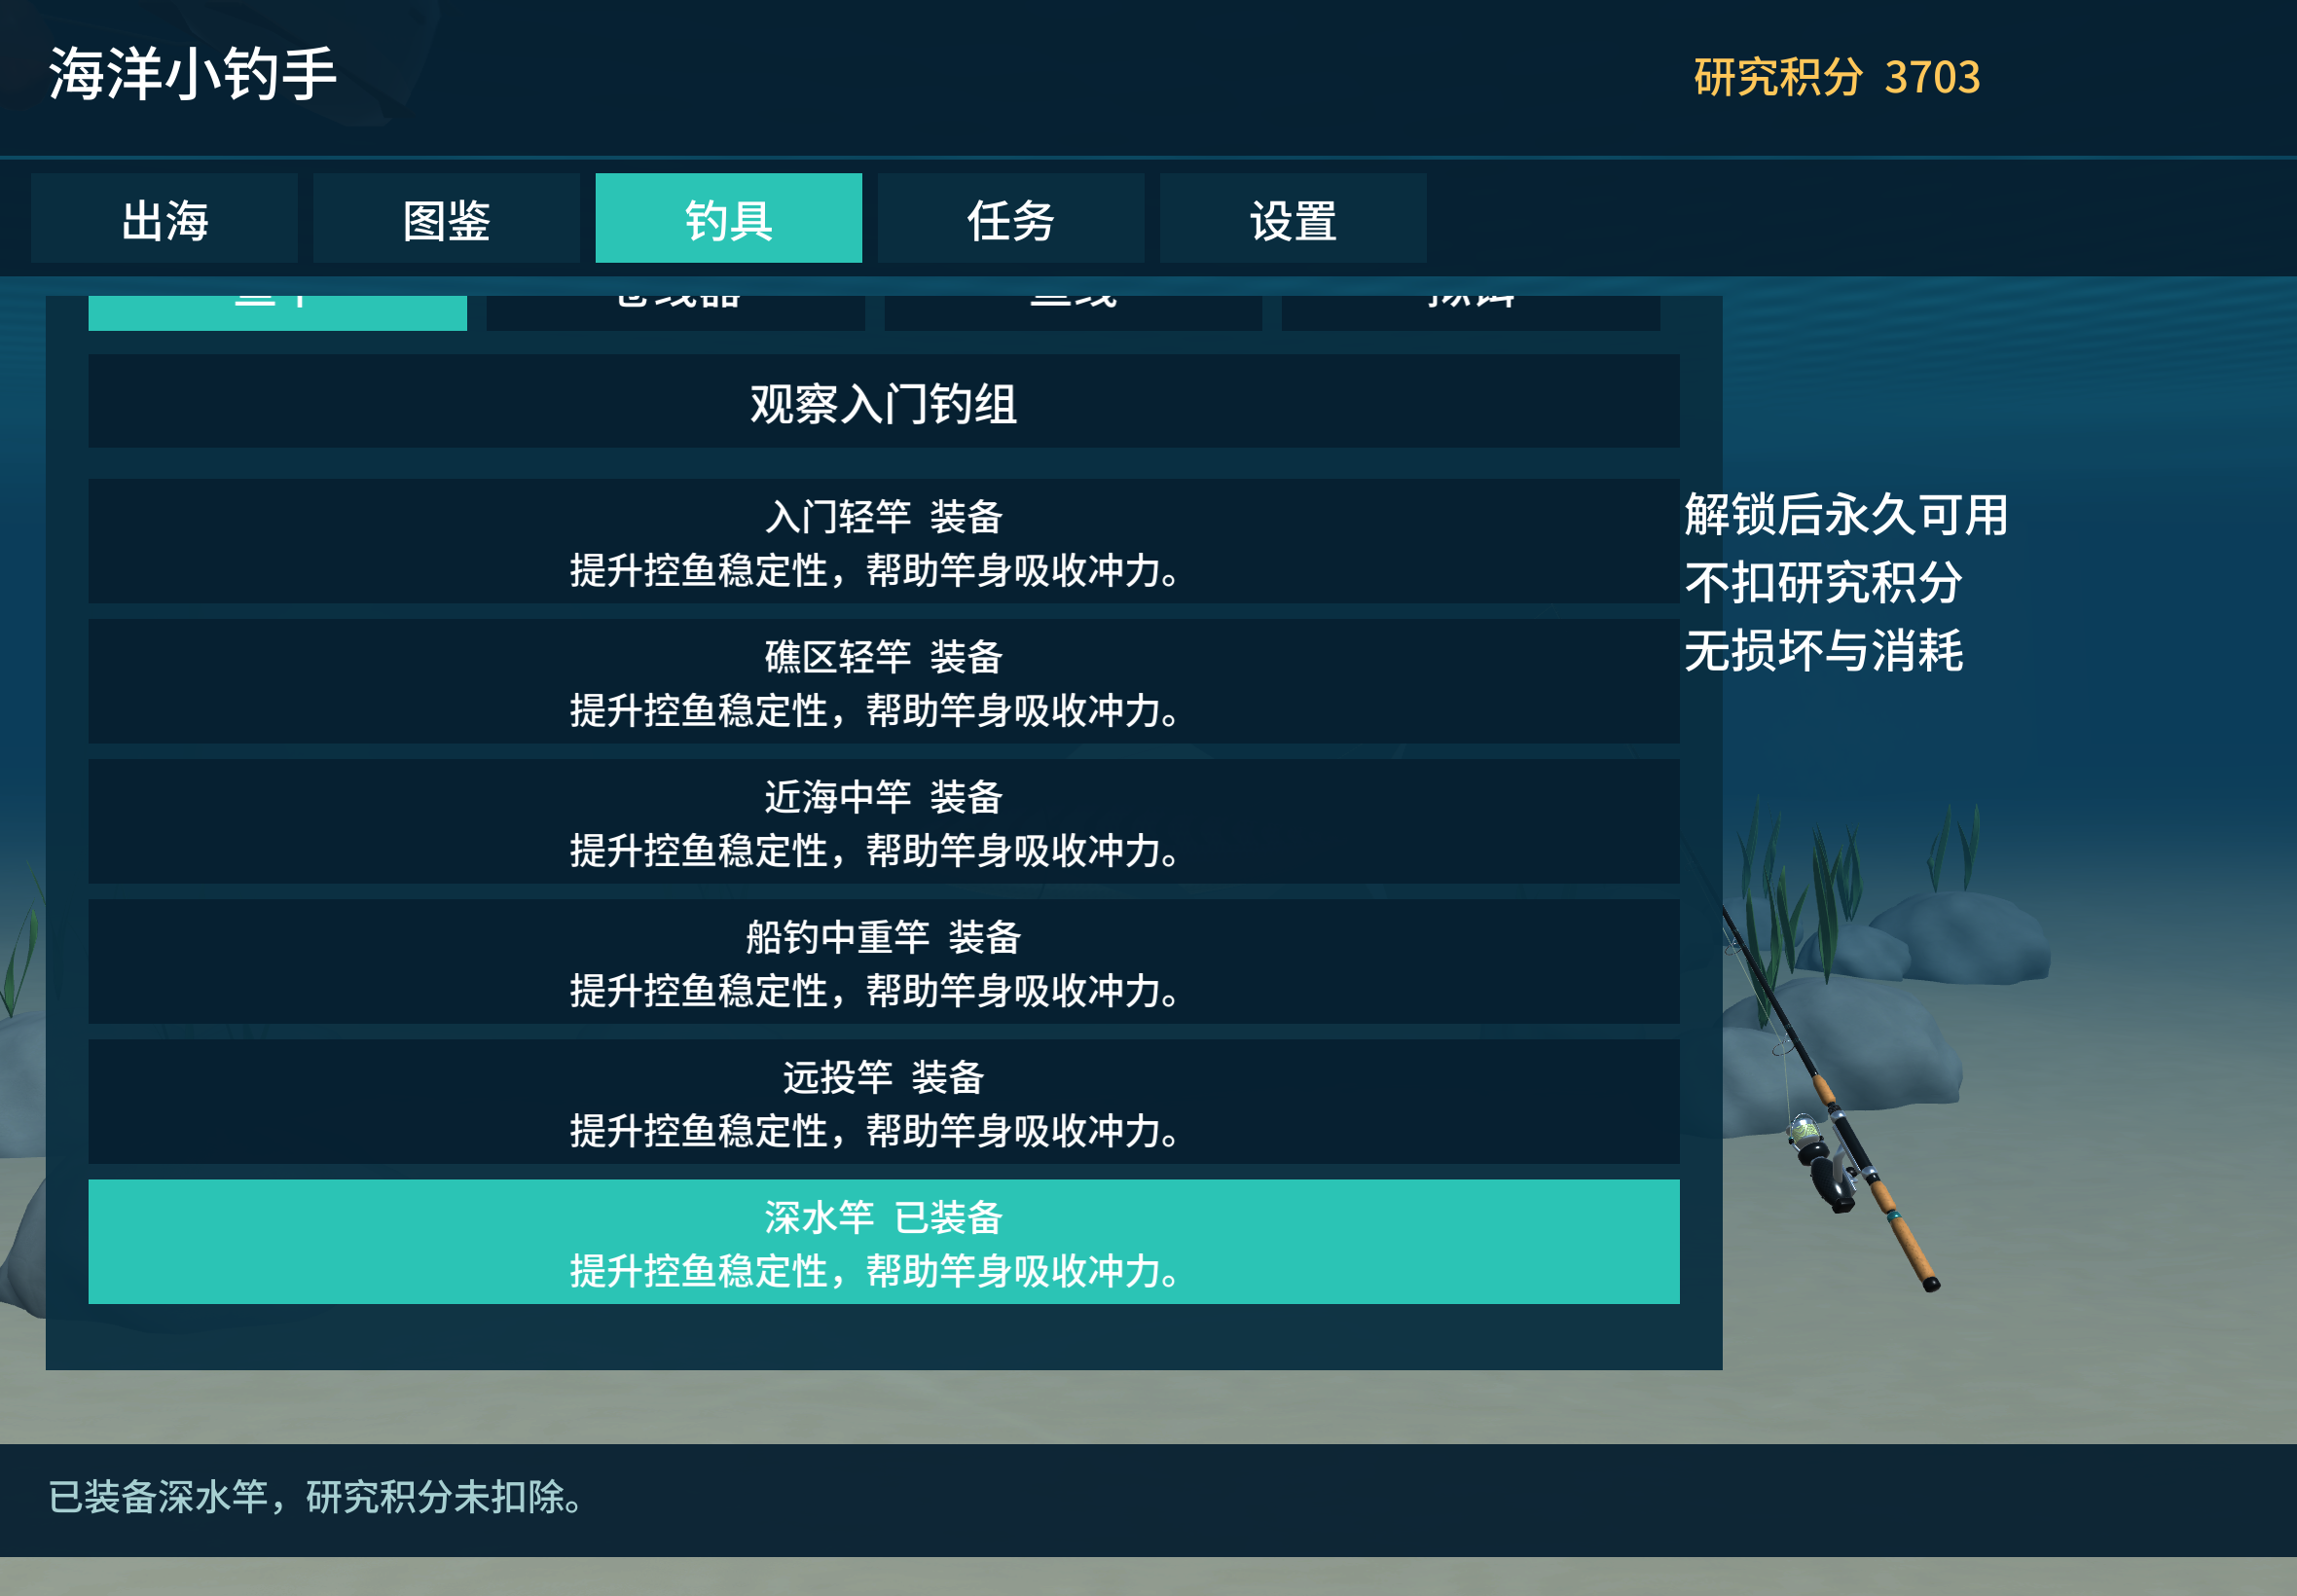 海洋小钓手
研究积分 3703
出海
图鉴
钓具
任务
设置
观察入门钓组
入门轻竿 装备
提升控鱼稳定性，帮助竿身吸收冲力。
礁区轻竿 装备
提升控鱼稳定性，帮助竿身吸收冲力。
近海中竿 装备
提升控鱼稳定性，帮助竿身吸收冲力。
船钓中重竿 装备
提升控鱼稳定性，帮助竿身吸收冲力。
远投竿 装备
提升控鱼稳定性，帮助竿身吸收冲力。
深水竿 已装备
提升控鱼稳定性，帮助竿身吸收冲力。
解锁后永久可用
不扣研究积分
无损坏与消耗
已装备深水竿，研究积分未扣除。